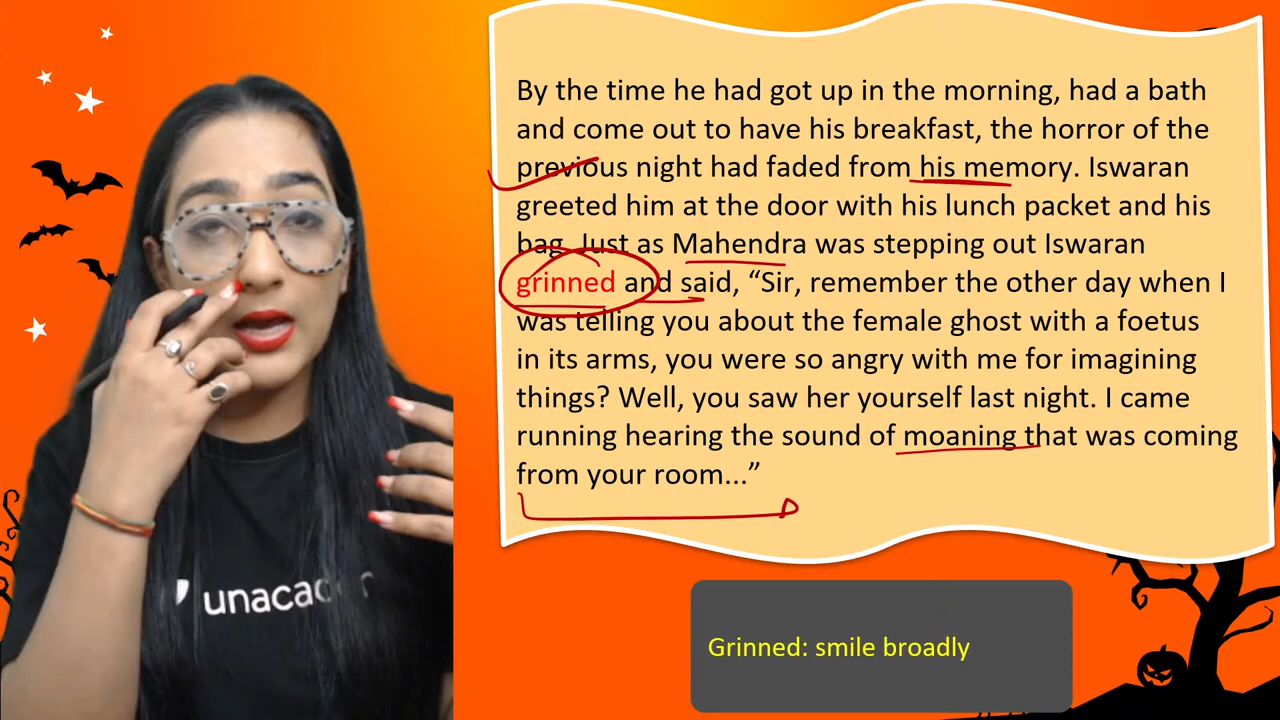 By the time he had got up in the morning, had a bath
and come out to have his breakfast, the horror of the
previous night had faded from his memory. Iswaran
greeted him at the door with his lunch packet and his
bag. Just as Mahendra was stepping out Iswaran
grinned and said, “Sir, remember the other day when I
was telling you about the female ghost with a foetus
in its arms, you were so angry with me for imagining
things? Well, you saw her yourself last night. I came
running hearing the sound of moaning that was coming
from your room...”
Grinned: smile broadly